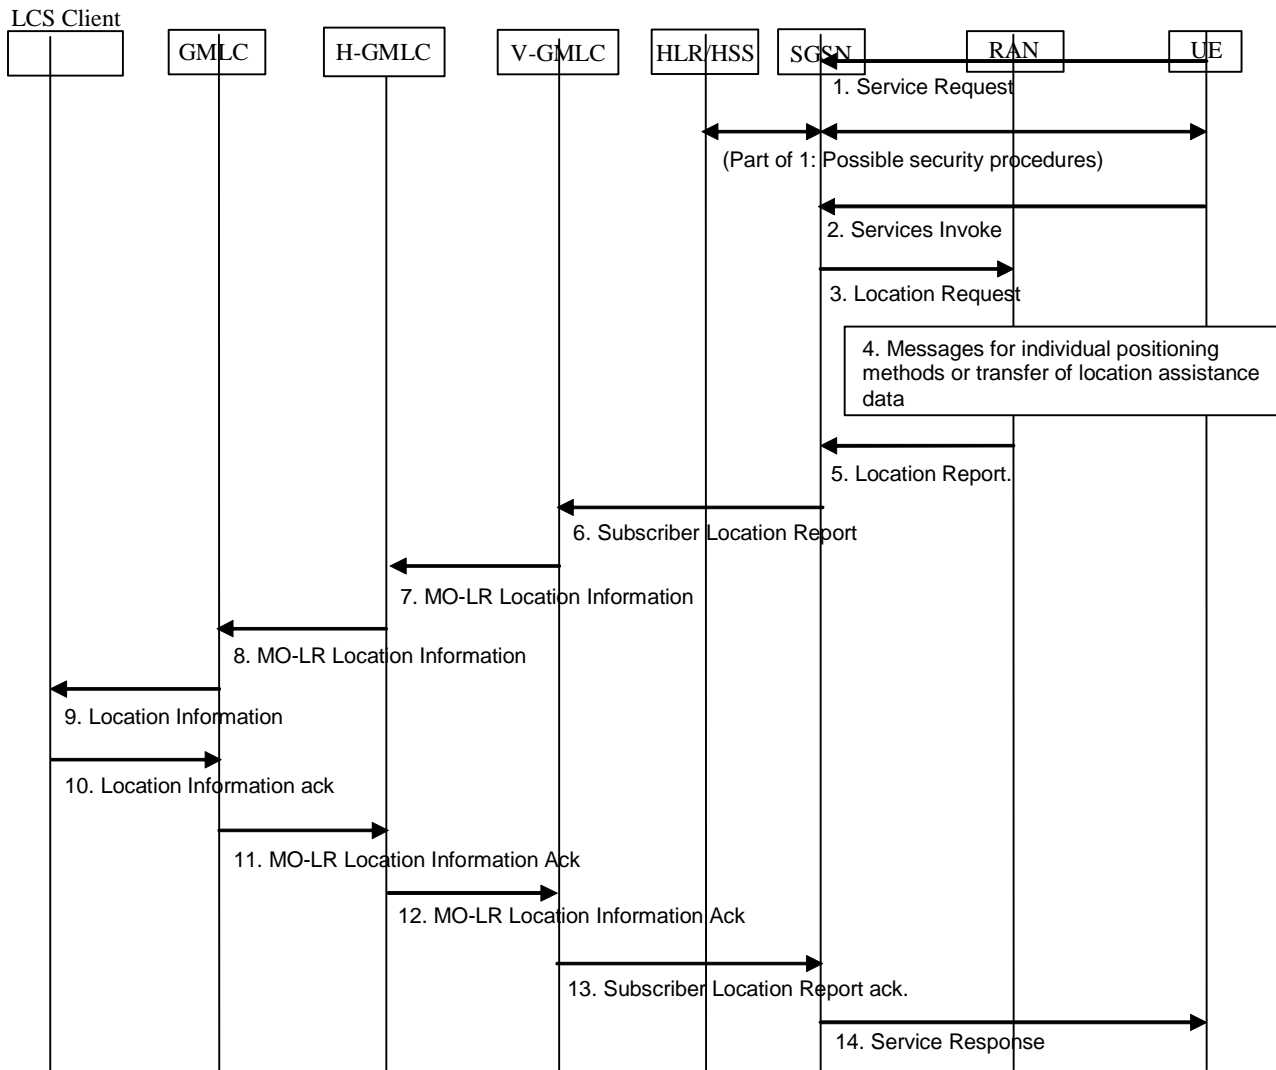 LCS Client
GMLC
H-GMLC
V-GMLC
HLR/HSS
SGSN
RAN
UE
1. Service Request
(Part of 1: Possible security procedures)
2. Services Invoke
3. Location Request
4. Messages for individual positioning
methods or transfer of location assistance
data
5. Location Report.
6. Subscriber Location Report
7. MO-LR Location Information
8. MO-LR Location Information
9. Location Information
10. Location Information ack
11. MO-LR Location Information Ack
12. MO-LR Location Information Ack
13. Subscriber Location Report ack.
14. Service Response